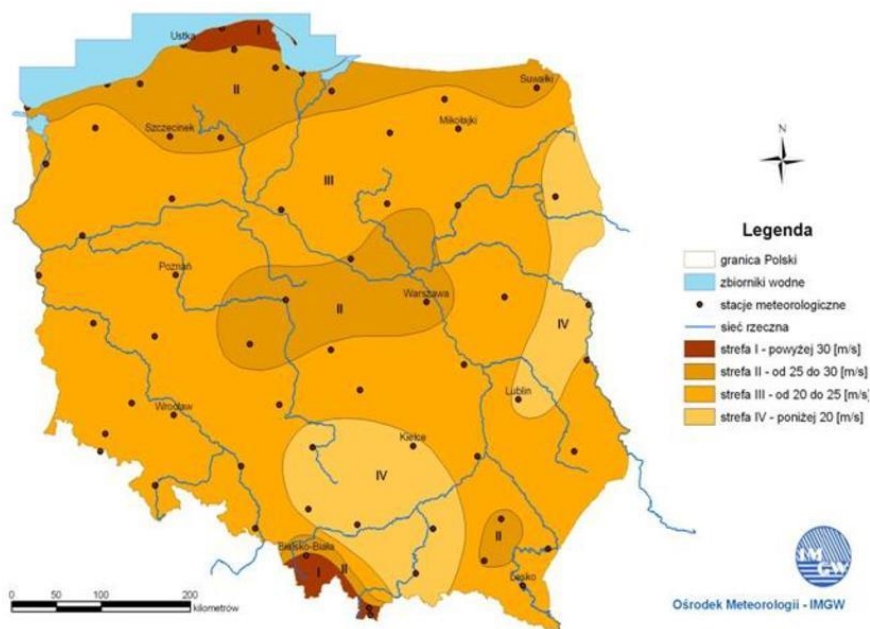 Ustka
I
Suwałki
II
Szczecinek
Mikołajki
N
III
Poznań
Warszawa
II
IV
Lublin
Wrocław
Kielce
IV
II
Bielsko-Biała
I
II
Lesko
Legenda
granica Polski
zbiorniki wodne
stacje meteorologiczne
sieć rzeczna
strefa I - powyżej 30 [m/s]
strefa II - od 25 do 30 [m/s]
strefa III - od 20 do 25 [m/s]
strefa IV - poniżej 20 [m/s]
0 50 100 200
kilometrów
IMGW
Ośrodek Meteorologii - IMGW